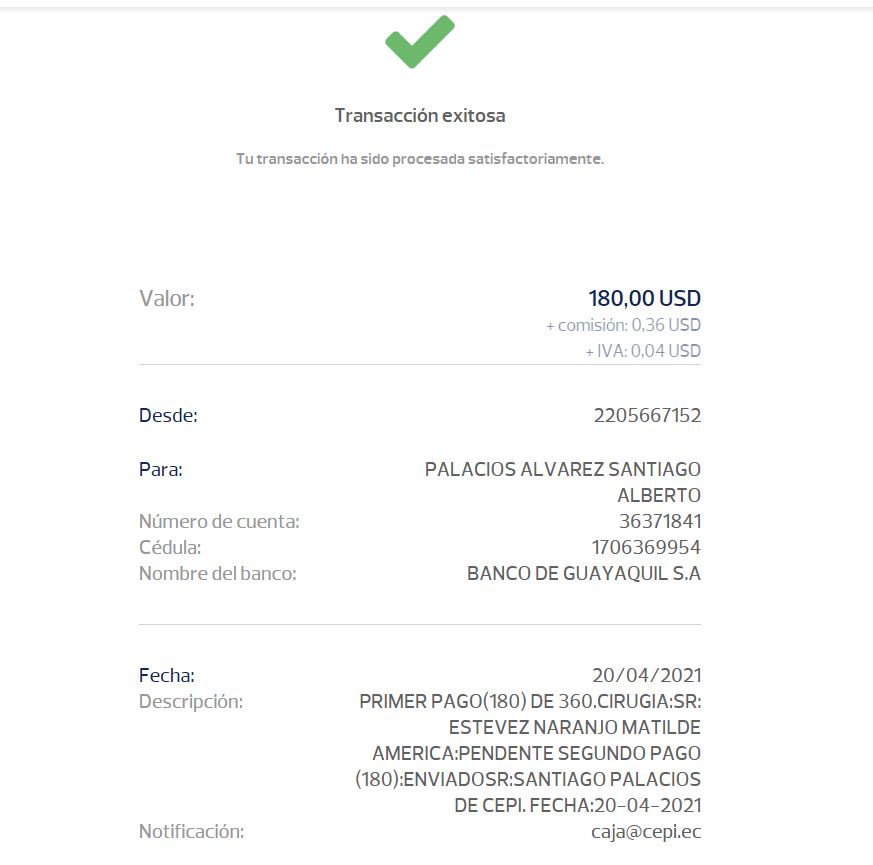 Transacción exitosa
Tu transacción ha sido procesada satisfactoriamente.
Valor: 180,00 USD
+ comisión: 0,36 USD
+ IVA: 0,04 USD
Desde: 2205667152
Para: PALACIOS ALVAREZ SANTIAGO
ALBERTO
Número de cuenta: 36371841
Cédula: 1706369954
Nombre del banco: BANCO DE GUAYAQUIL S.A
Fecha: 20/04/2021
Descripción: PRIMER PAGO(180) DE 360.CIRUGIA:SR:
ESTEVEZ NARANJO MATILDE
AMERICA:PENDENTE SEGUNDO PAGO
(180):ENVIADOSR:SANTIAGO PALACIOS
DE CEPI. FECHA:20-04-2021
Notificación: caja@cepi.ec